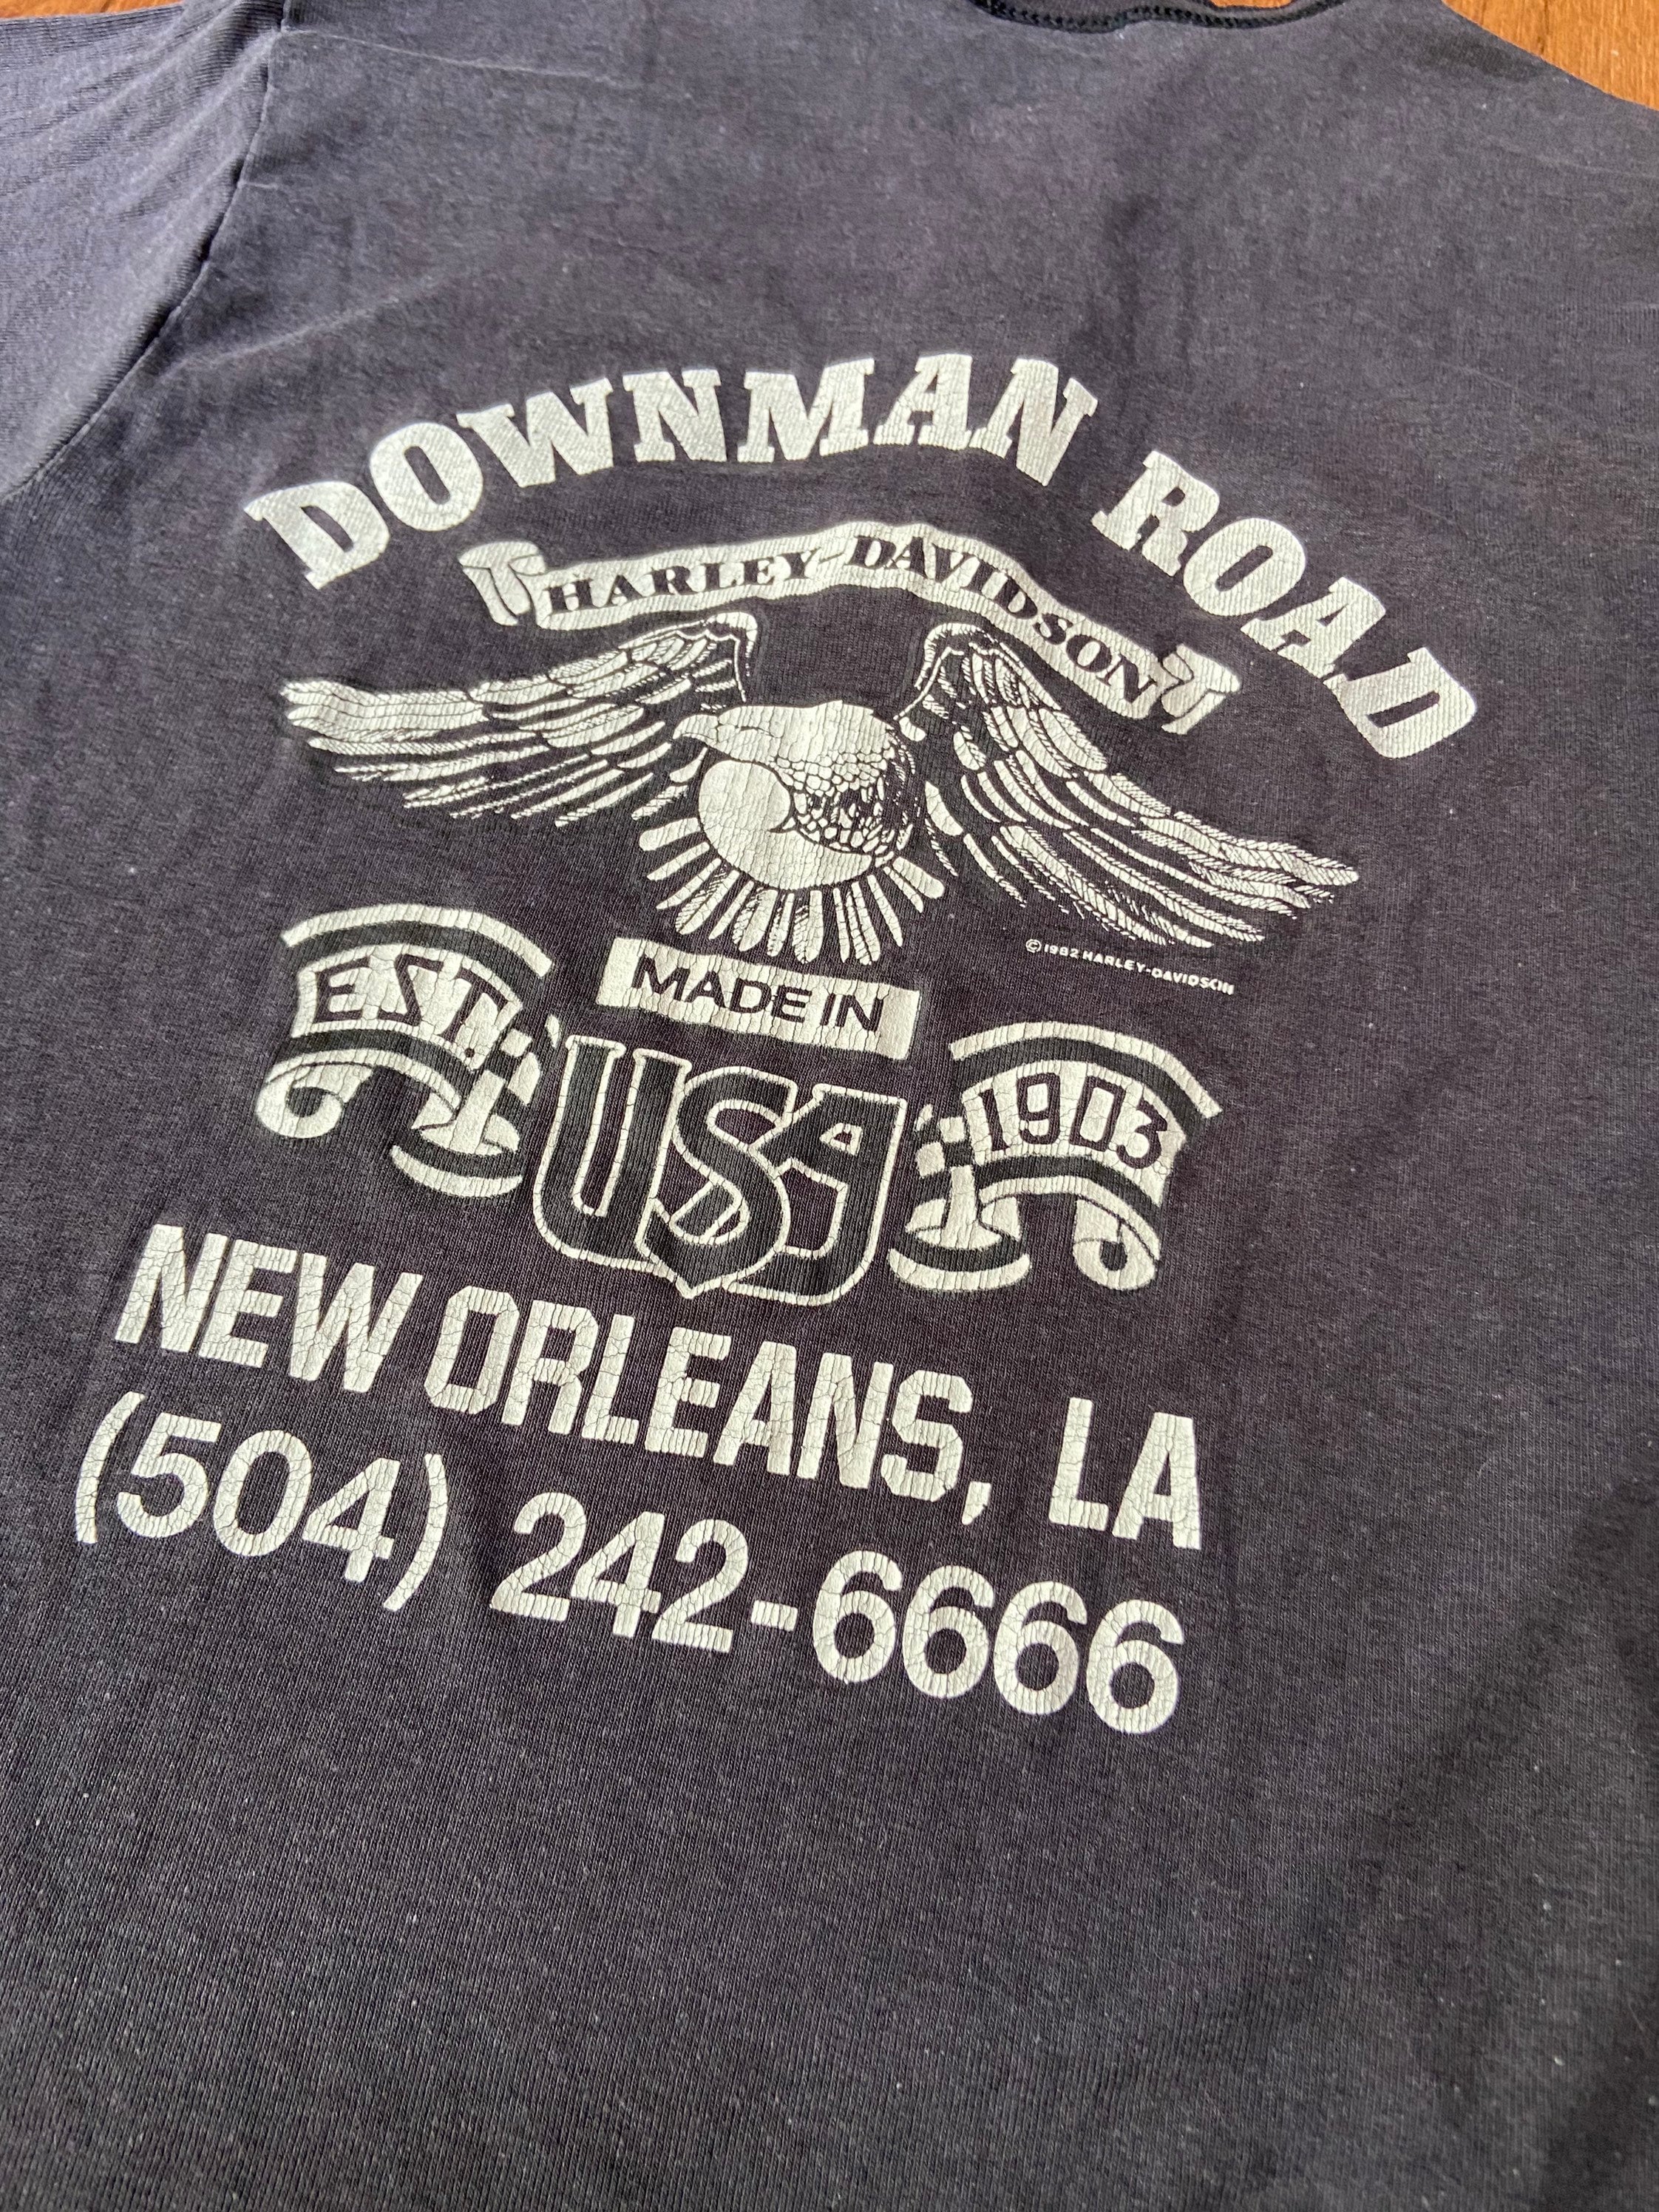 DOWNMAN ROAD
HARLEY-DAVIDSON
©1982 HARLEY-DAVIDSON
MADE IN
EST. USA 1903
NEW ORLEANS, LA
(504) 242-6666